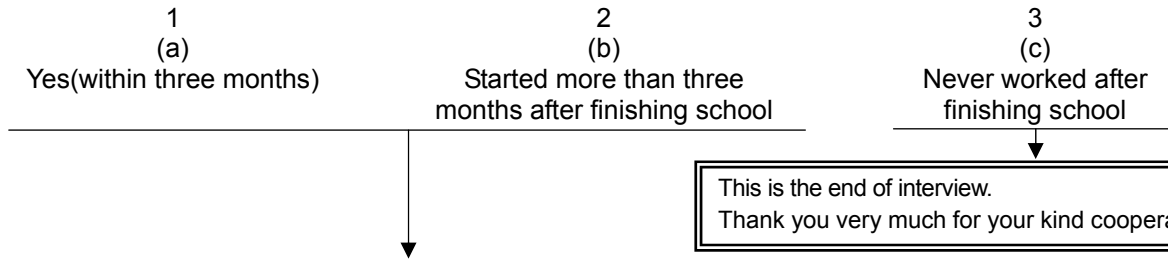 1 2 3
(a) (b) (c)
Yes(within three months) Started more than three Never worked after
months after finishing school finishing school
This is the end of interview.
Thank you very much for your kind